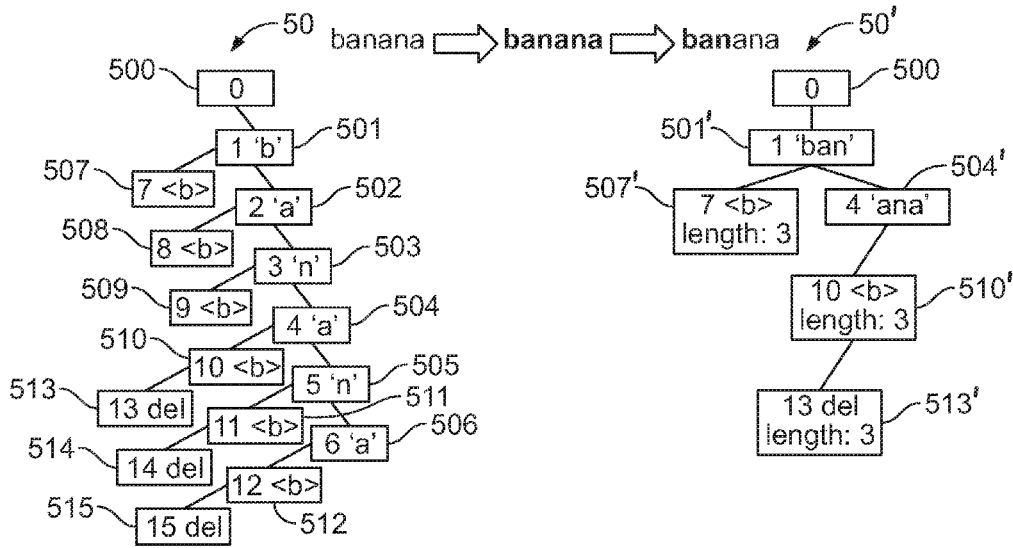 50 banana banana banana 50′
500 0 0 500
1 'b' 501 501′ 1 'ban'
507 7 <b> 2 'a' 502 507′ 7 <b> length: 3 4 'ana' 504′
508 8 <b> 3 'n' 503
509 9 <b> 4 'a' 504 10 <b> length: 3 510′
510 10 <b> 5 'n' 505
513 13 del 11 <b> 511 13 del length: 3 513′
6 'a' 506
514 14 del 12 <b> 512
515 15 del